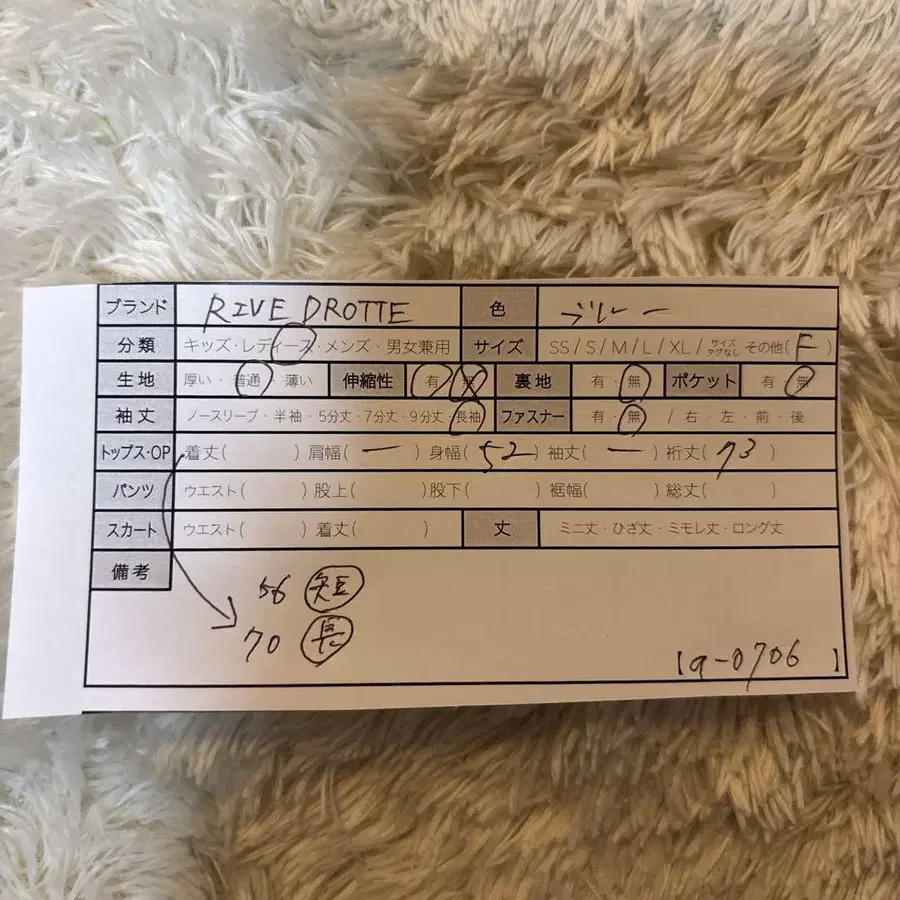 ブランド RIVE DROTTE 色 ブルー
分類 キッズ・レディース・メンズ・男女兼用 サイズ SS / S / M / L / XL / サイズタグなし その他( F )
生地 厚い・普通・薄い 伸縮性 有・無 裏地 有・無 ポケット 有・無
袖丈 ノースリーブ・半袖・5分丈・7分丈・9分丈・長袖 ファスナー 有・無 / 右・左・前・後
トップス・OP 着丈( ) 肩幅( ー ) 身幅( 52 ) 袖丈( ー ) 裄丈( 73 )
パンツ ウエスト( ) 股上( ) 股下( ) 裾幅( ) 総丈( )
スカート ウエスト( ) 着丈( ) 丈 ミニ丈・ひざ丈・ミモレ丈・ロング丈
備考
56 短
70 長
【a-0706 】